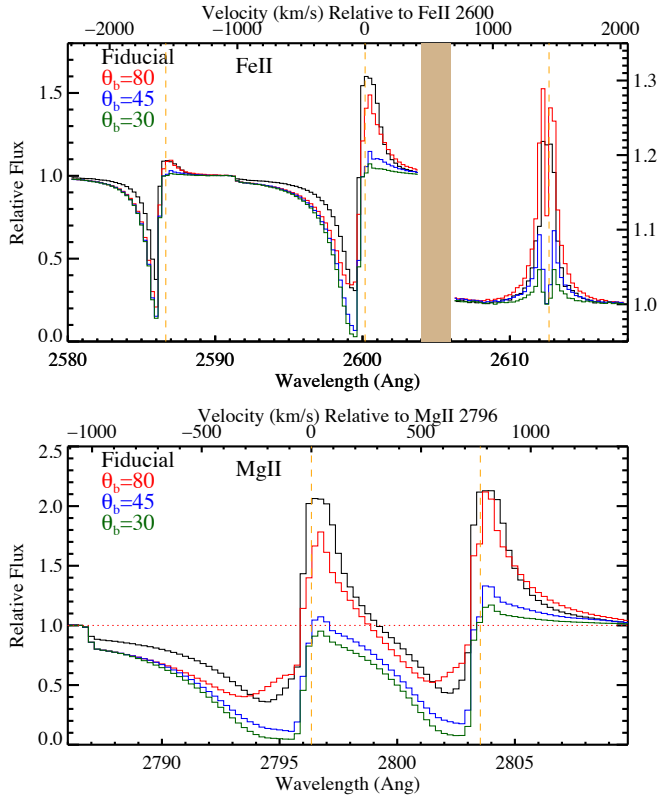 Velocity (km/s) Relative to FeII 2600
−2000 −1000 0 1000 2000
Fiducial
θb=80
θb=45
θb=30
FeII
Relative Flux
1.5
1.0
0.5
0.0
1.3
1.2
1.1
1.0
2580 2590 2600 2610
Wavelength (Ang)
Velocity (km/s) Relative to MgII 2796
−1000 −500 0 500 1000
Fiducial
θb=80
θb=45
θb=30
MgII
Relative Flux
2.5
2.0
1.5
1.0
0.5
0.0
2790 2795 2800 2805
Wavelength (Ang)